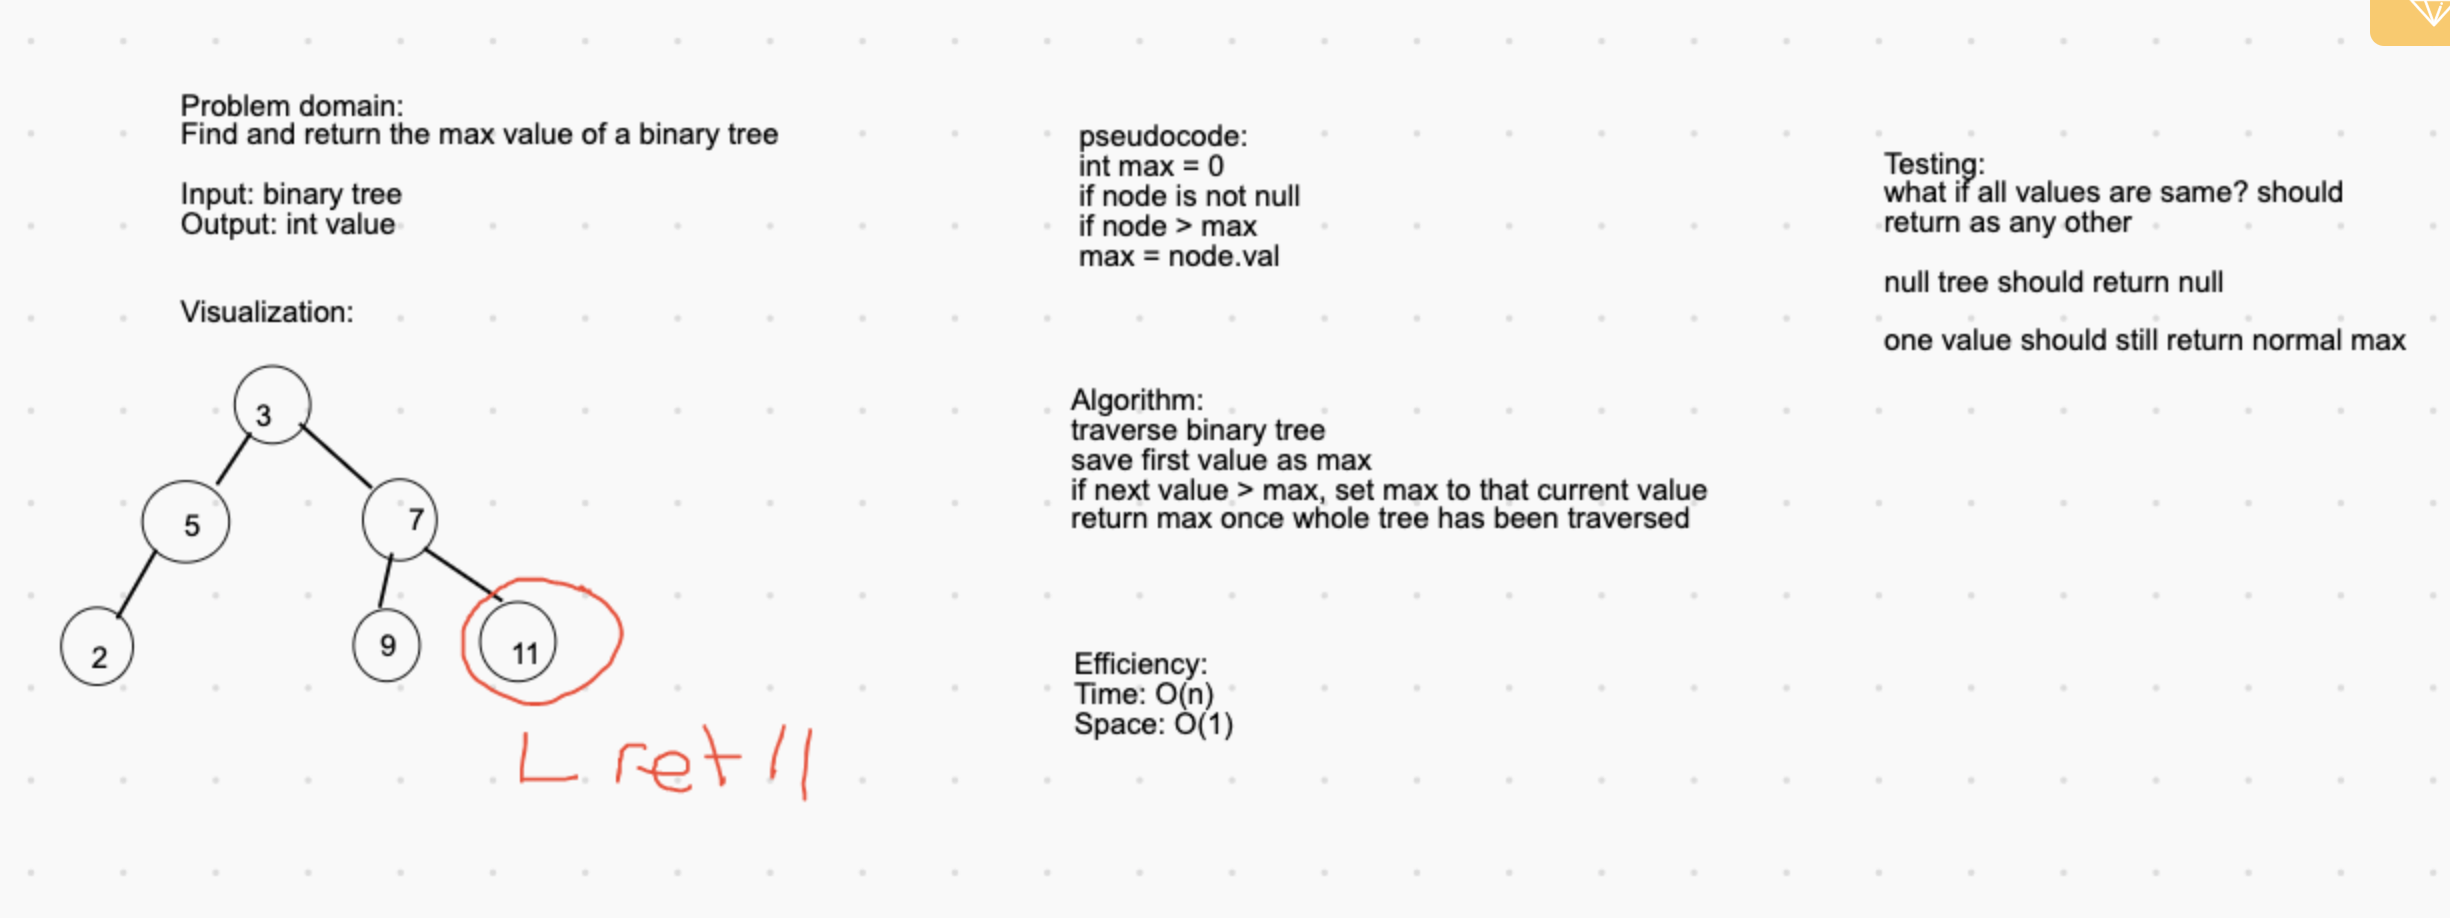 Problem domain:
Find and return the max value of a binary tree
Input: binary tree
Output: int value
Visualization:
3
5
7
2
9
11
L ret 11
pseudocode:
int max = 0
if node is not null
if node > max
max = node.val
Algorithm:
traverse binary tree
save first value as max
if next value > max, set max to that current value
return max once whole tree has been traversed
Efficiency:
Time: O(n)
Space: O(1)
Testing:
what if all values are same? should
return as any other
null tree should return null
one value should still return normal max